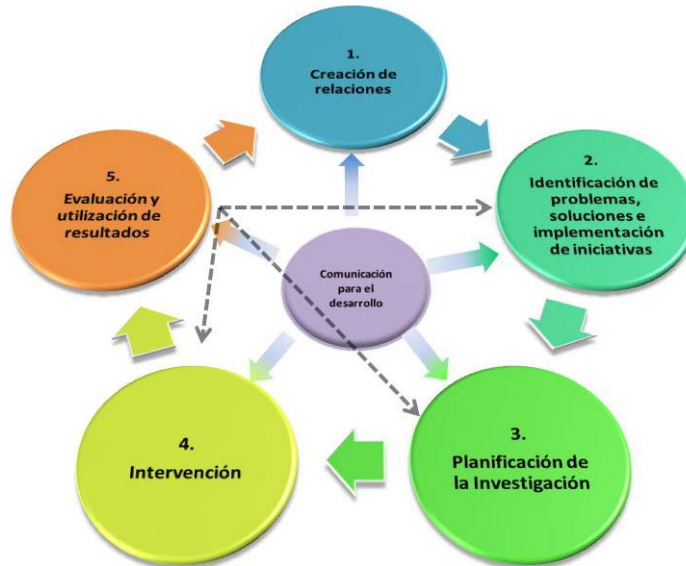 1.
Creación de
relaciones
2.
Identificación de
problemas,
soluciones e
implementación
de iniciativas
3.
Planificación de
la Investigación
4.
Intervención
5.
Evaluación y
utilización de
resultados
Comunicación
para el
desarrollo